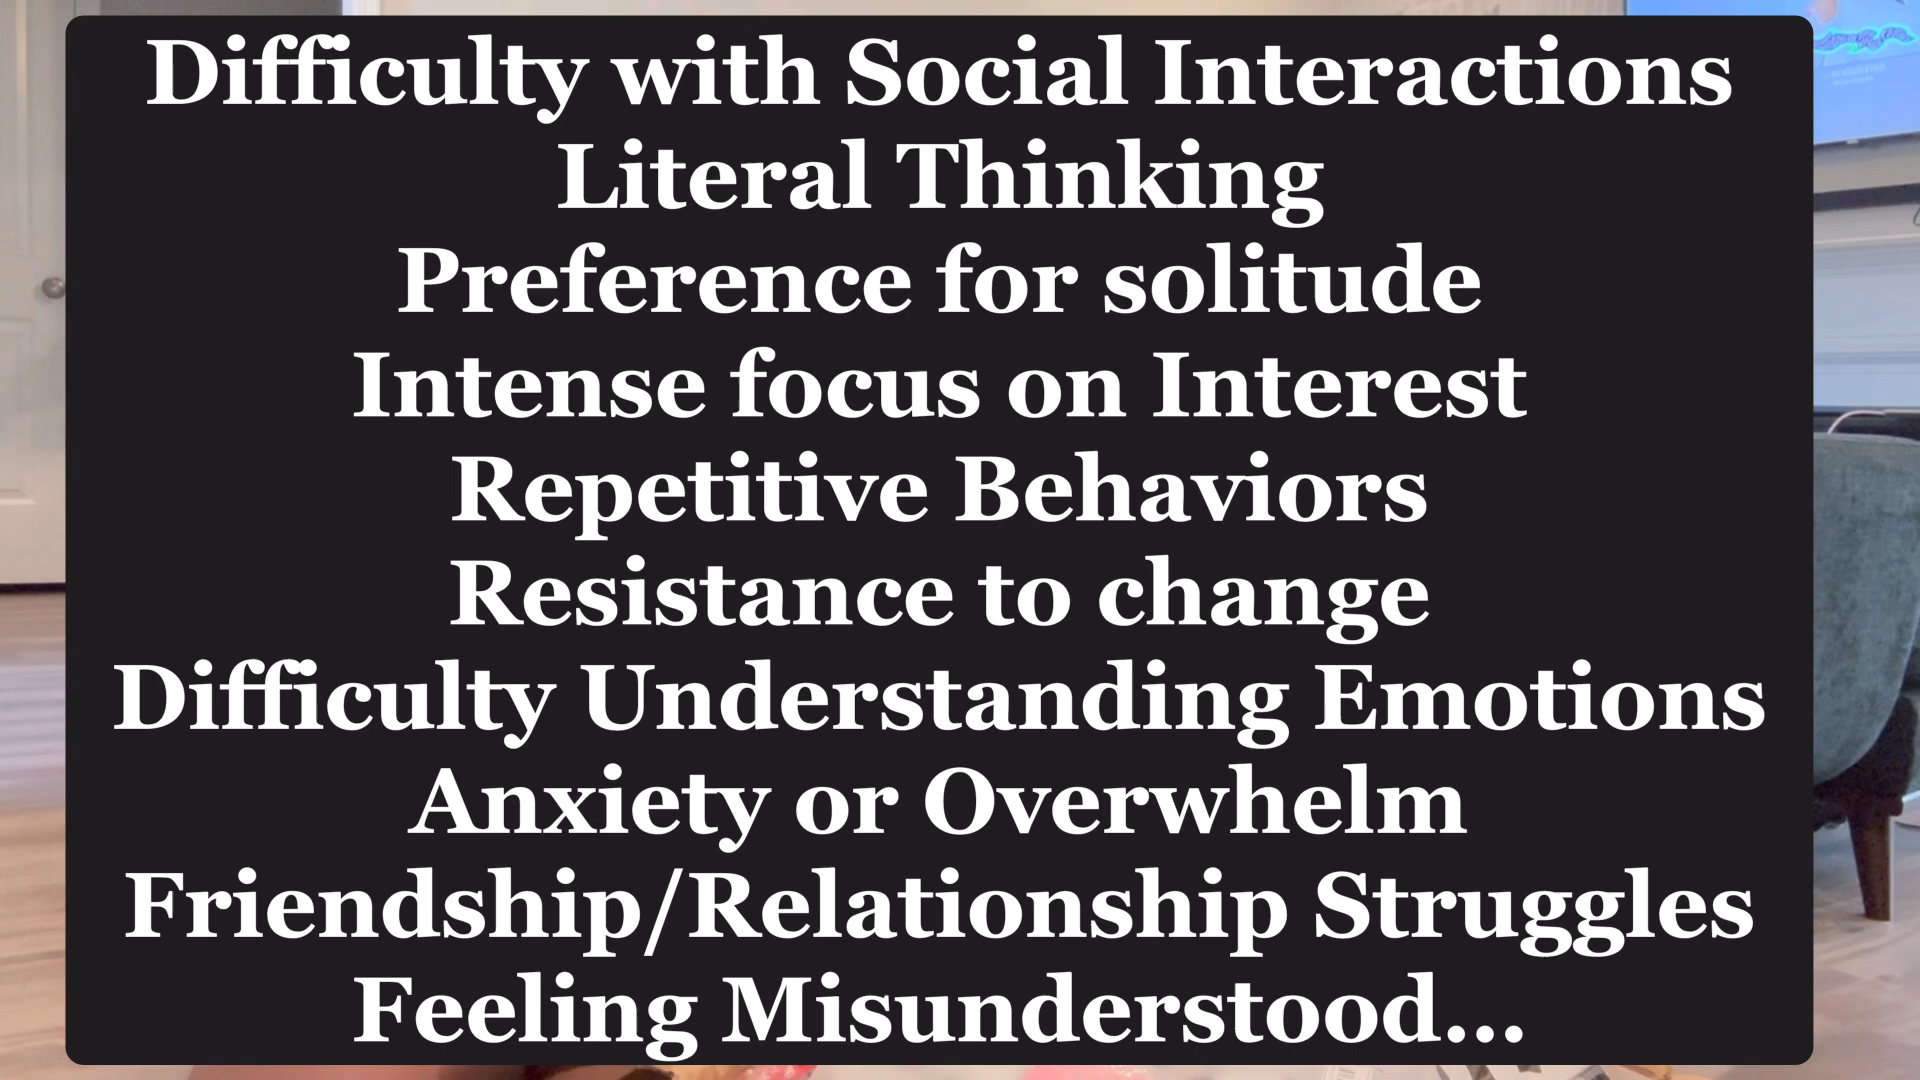 Difficulty with Social Interactions
Literal Thinking
Preference for solitude
Intense focus on Interest
Repetitive Behaviors
Resistance to change
Difficulty Understanding Emotions
Anxiety or Overwhelm
Friendship/Relationship Struggles
Feeling Misunderstood...